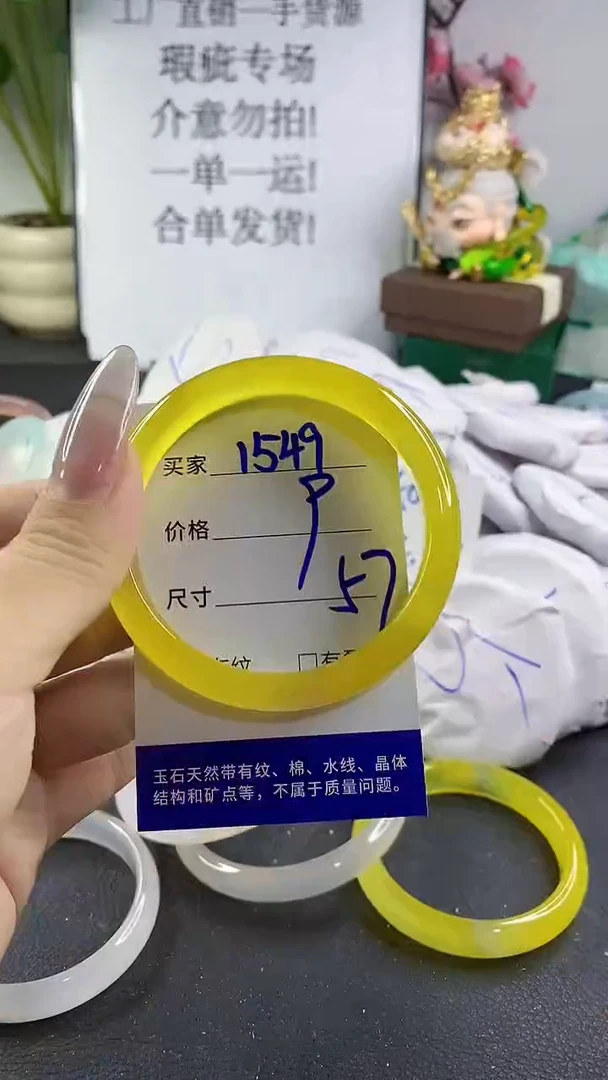 工厂直销一手货源
瑕疵专场
介意勿拍!
一单一运!
合单发货!
买家 1549
价格 P
尺寸 57
纹 □有
玉石天然带有纹、棉、水线、晶体
结构和矿点等，不属于质量问题。